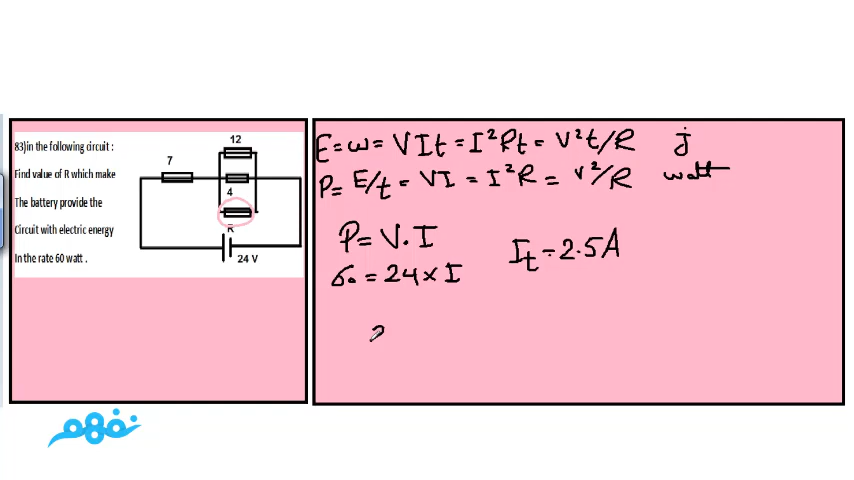 83)in the following circuit :
Find value of R which make
The battery provide the
Circuit with electric energy
In the rate 60 watt .
12
7
4
R
24 V
E = w = VIt = I²Rt = V²t/R j
P = E/t = VI = I²R = V²/R watt
P = V . I
60 = 24 × I
It = 2.5A
2
نفهم